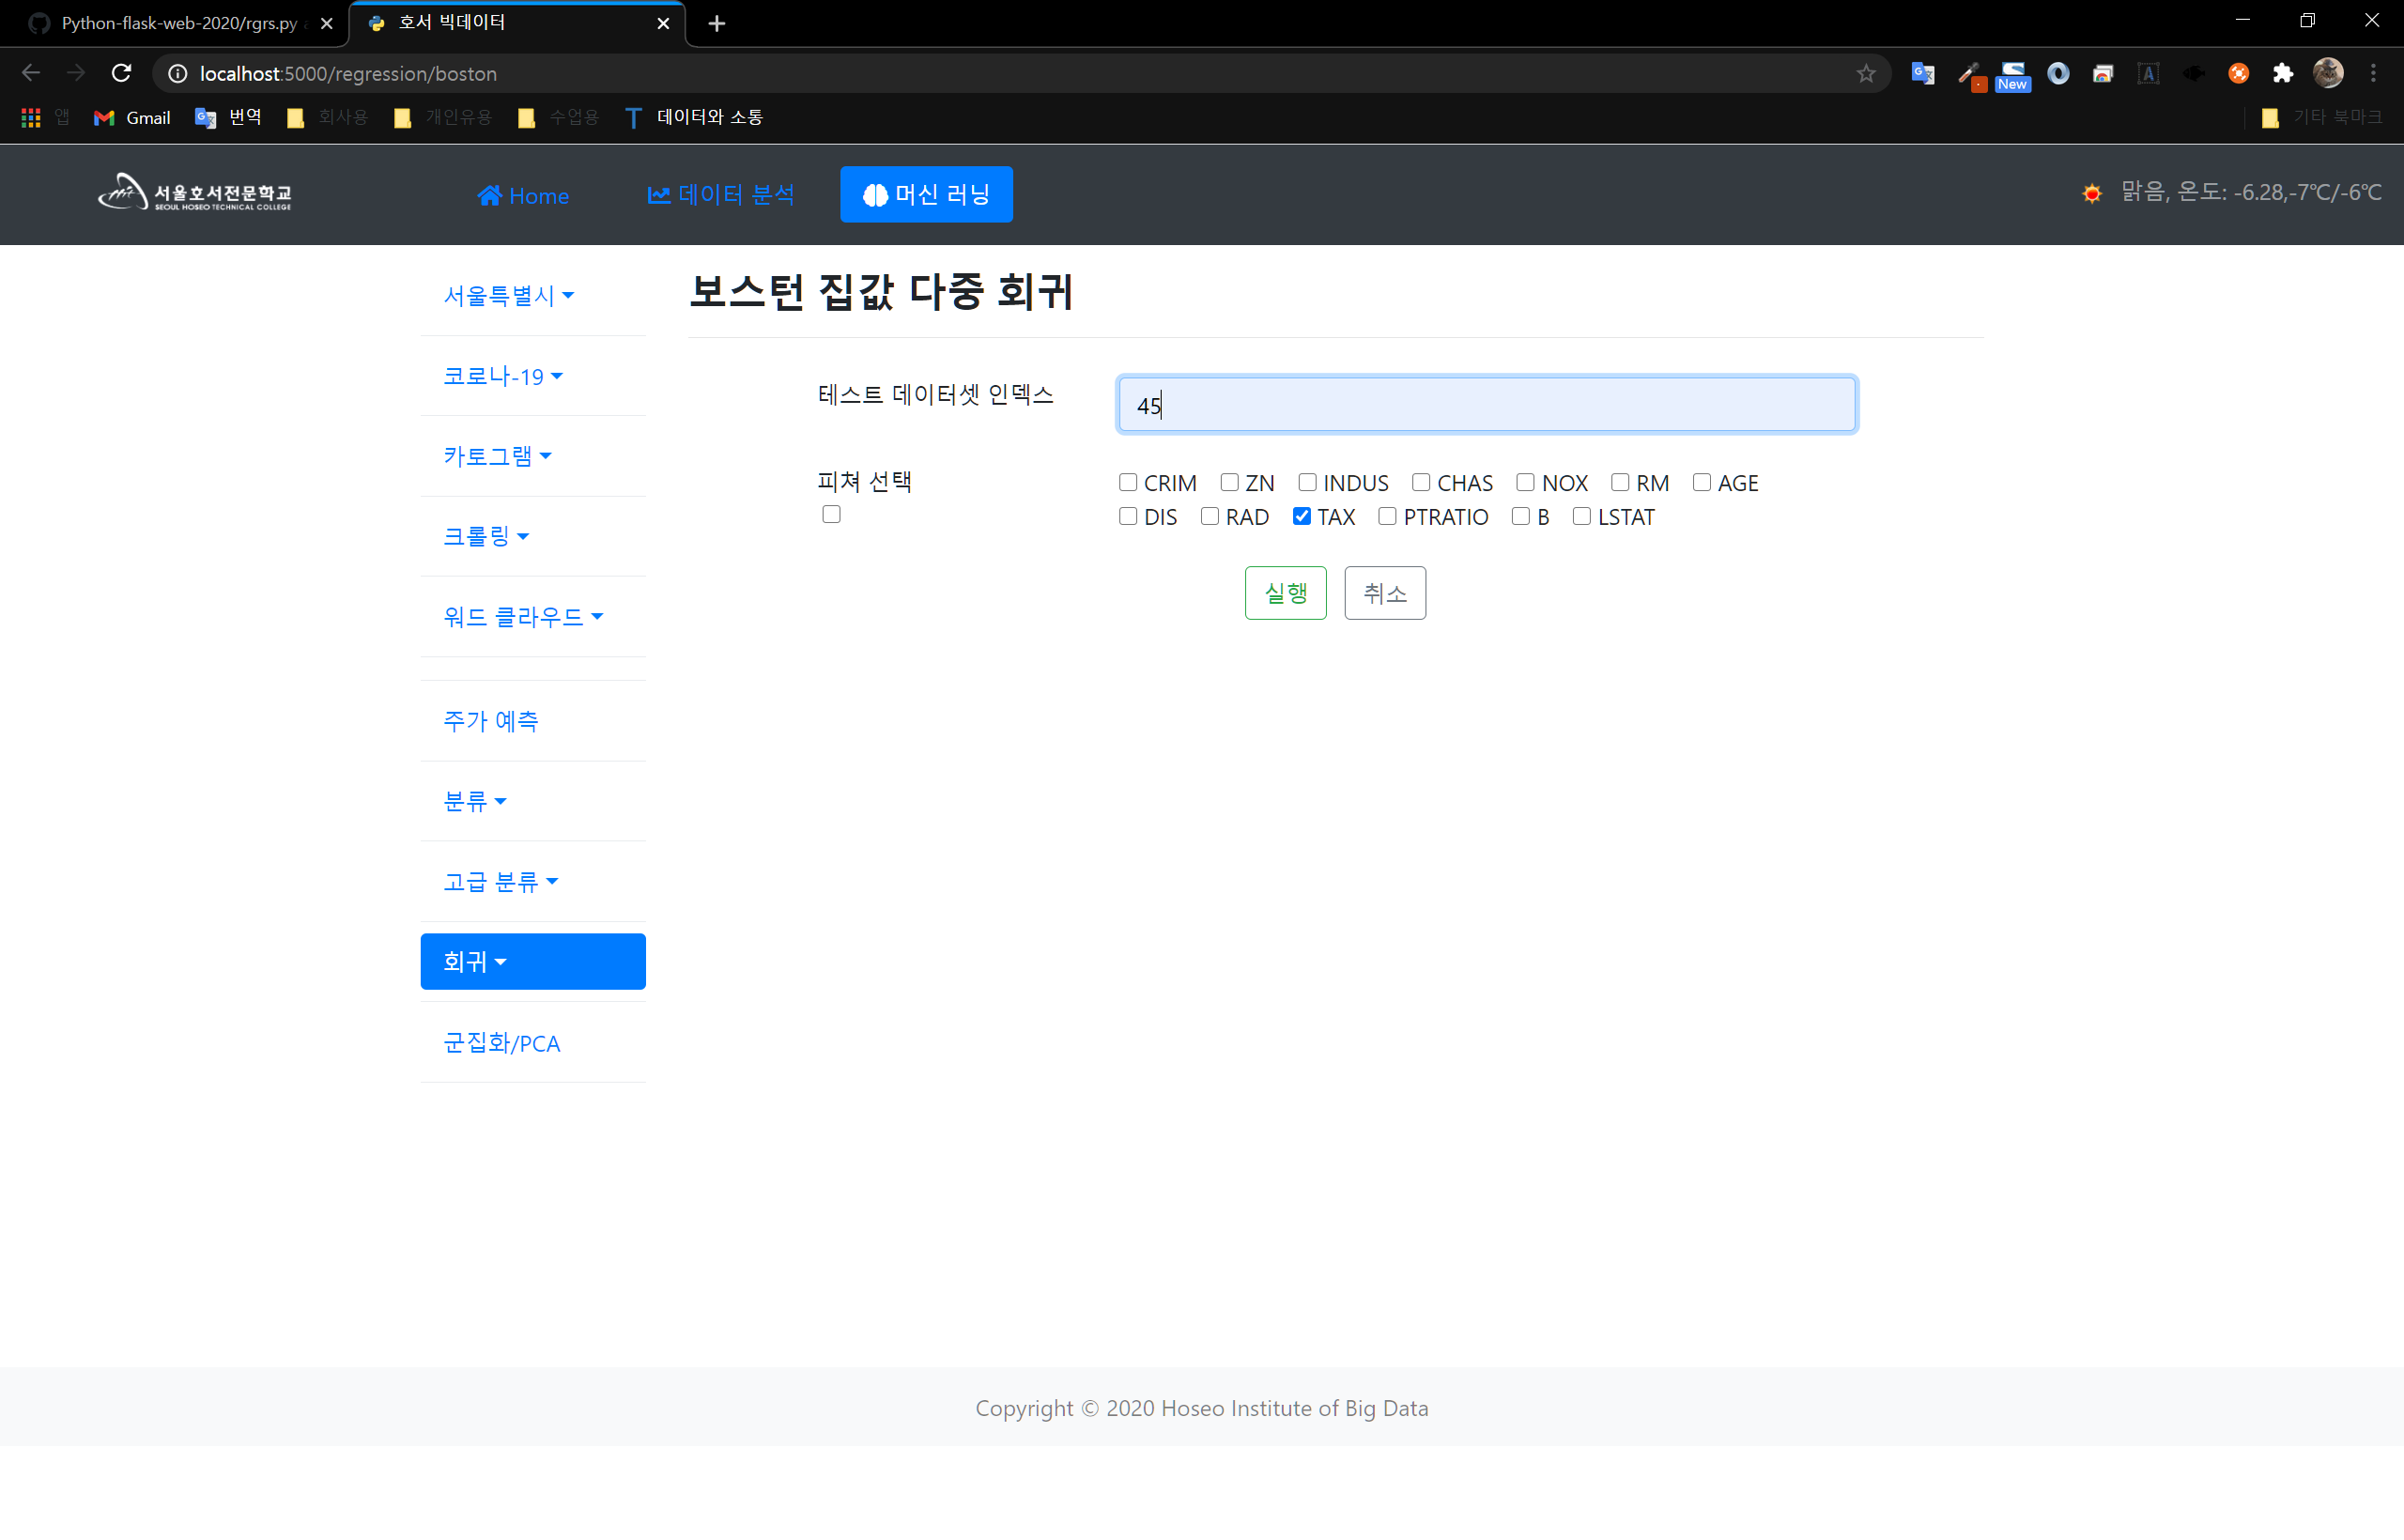 Python-flask-web-2020/rgrs.py
호서 빅데이터
localhost:5000/regression/boston
New
앱 Gmail 번역 회사용 개인유용 수업용 데이터와 소통 기타 북마크
서울호서전문학교
SEOUL HOSEO TECHNICAL COLLEGE
Home 데이터 분석 머신 러닝 맑음, 온도: -6.28,-7℃/-6℃
서울특별시
코로나-19
카토그램
크롤링
워드 클라우드
주가 예측
분류
고급 분류
회귀
군집화/PCA
보스턴 집값 다중 회귀
테스트 데이터셋 인덱스 45
피쳐 선택 CRIM ZN INDUS CHAS NOX RM AGE
DIS RAD TAX PTRATIO B LSTAT
실행 취소
Copyright © 2020 Hoseo Institute of Big Data